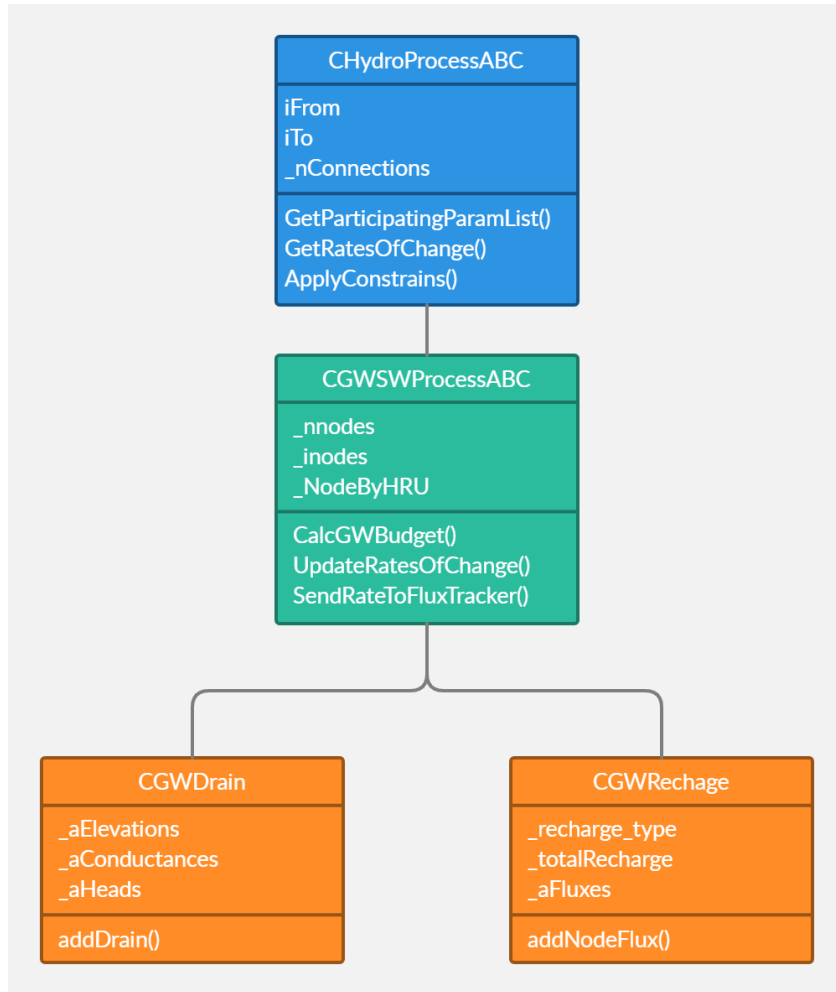 CHydroProcessABC
iFrom
iTo
_nConnections
GetParticipatingParamList()
GetRatesOfChange()
ApplyConstrains()
CGWSWProcessABC
_nnodes
_inodes
_NodeByHRU
CalcGWBudget()
UpdateRatesOfChange()
SendRateToFluxTracker()
CGWDrain
_aElevations
_aConductances
_aHeads
addDrain()
CGWRechage
_recharge_type
_totalRecharge
_aFluxes
addNodeFlux()